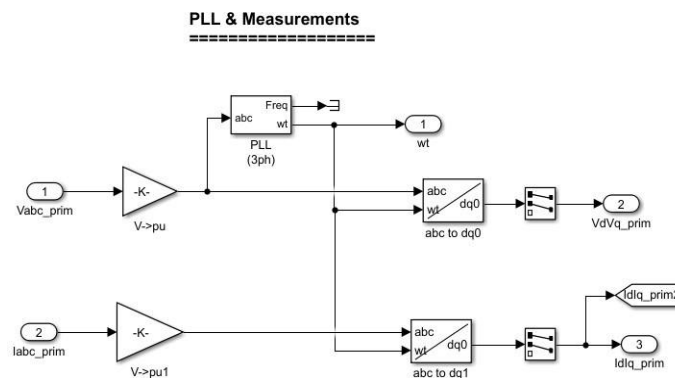 PLL & Measurements
===================
Freq
abc
wt
PLL
(3ph)
1
wt
1
Vabc_prim
-K-
V->pu
abc
wt
dq0
abc to dq0
2
VdVq_prim
IdIq_prim2
2
Iabc_prim
-K-
V->pu1
abc
wt
dq0
abc to dq1
3
IdIq_prim